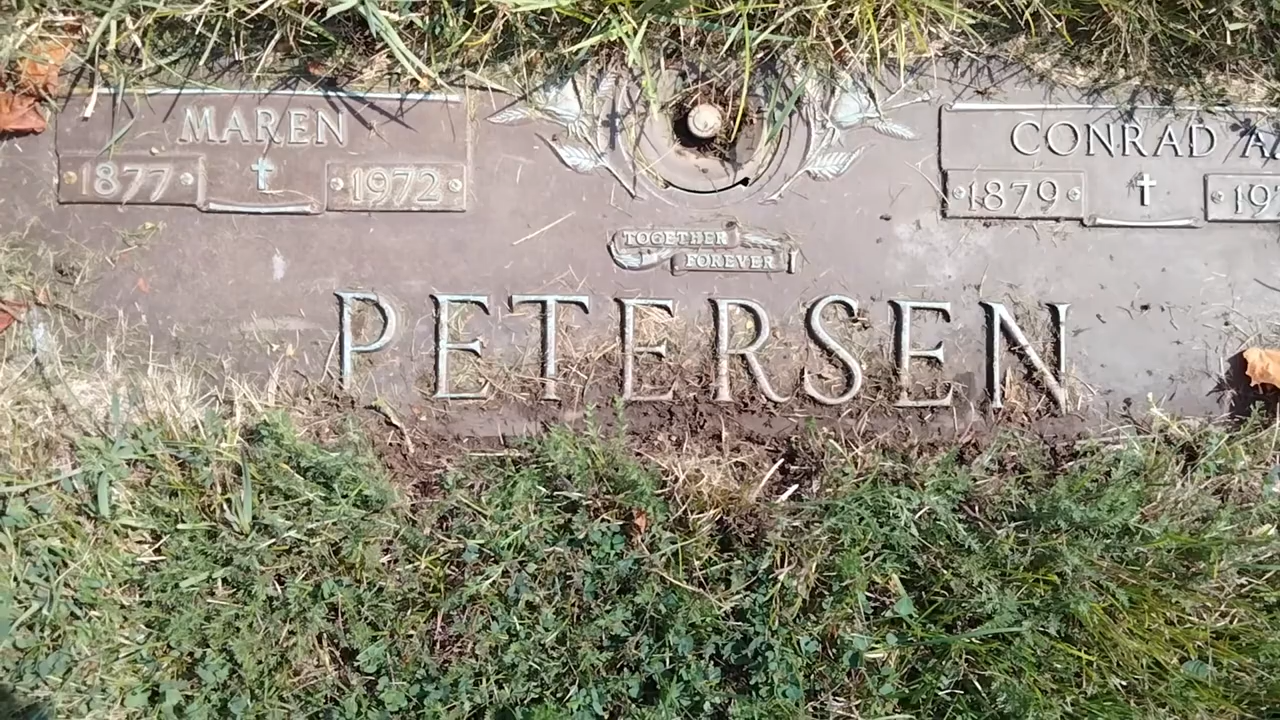 MAREN
1877 1972
CONRAD
1879
TOGETHER
FOREVER
PETERSEN